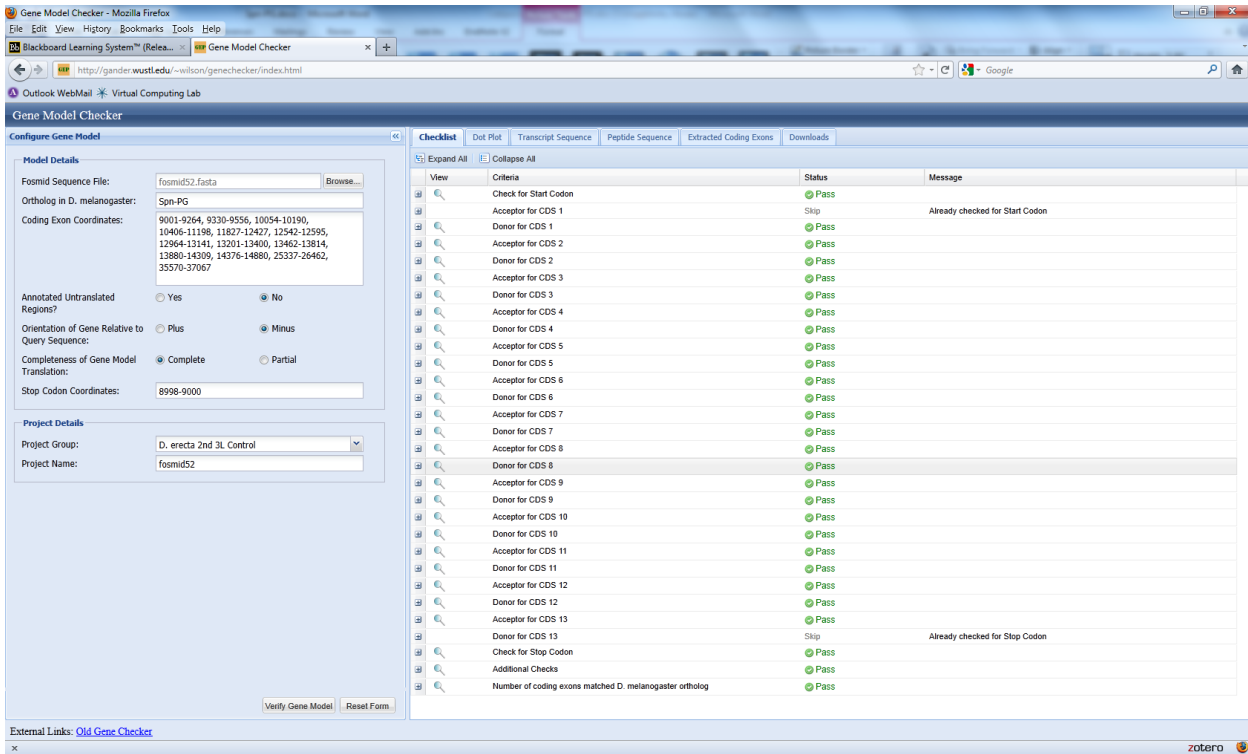 Gene Model Checker - Mozilla Firefox
File Edit View History Bookmarks Tools Help
Bb Blackboard Learning System™ (Relea... × GEP Gene Model Checker × +
http://gander.wustl.edu/~wilson/genechecker/index.html Google
Outlook WebMail Virtual Computing Lab
Gene Model Checker
Configure Gene Model
Model Details
Fosmid Sequence File: fosmid52.fasta Browse...
Ortholog in D. melanogaster: Spn-PG
Coding Exon Coordinates: 9001-9264, 9330-9556, 10054-10190,
10406-11198, 11827-12427, 12542-12595,
12964-13141, 13201-13400, 13462-13814,
13880-14309, 14376-14880, 25337-26462,
35570-37067
Annotated Untranslated Regions? Yes No
Orientation of Gene Relative to Query Sequence: Plus Minus
Completeness of Gene Model Translation: Complete Partial
Stop Codon Coordinates: 8998-9000
Project Details
Project Group: D. erecta 2nd 3L Control
Project Name: fosmid52
Verify Gene Model Reset Form
Checklist Dot Plot Transcript Sequence Peptide Sequence Extracted Coding Exons Downloads
Expand All Collapse All
View Criteria Status Message
Check for Start Codon Pass
Acceptor for CDS 1 Skip Already checked for Start Codon
Donor for CDS 1 Pass
Acceptor for CDS 2 Pass
Donor for CDS 2 Pass
Acceptor for CDS 3 Pass
Donor for CDS 3 Pass
Acceptor for CDS 4 Pass
Donor for CDS 4 Pass
Acceptor for CDS 5 Pass
Donor for CDS 5 Pass
Acceptor for CDS 6 Pass
Donor for CDS 6 Pass
Acceptor for CDS 7 Pass
Donor for CDS 7 Pass
Acceptor for CDS 8 Pass
Donor for CDS 8 Pass
Acceptor for CDS 9 Pass
Donor for CDS 9 Pass
Acceptor for CDS 10 Pass
Donor for CDS 10 Pass
Acceptor for CDS 11 Pass
Donor for CDS 11 Pass
Acceptor for CDS 12 Pass
Donor for CDS 12 Pass
Acceptor for CDS 13 Pass
Donor for CDS 13 Skip Already checked for Stop Codon
Check for Stop Codon Pass
Additional Checks Pass
Number of coding exons matched D. melanogaster ortholog Pass
External Links: Old Gene Checker
× zotero